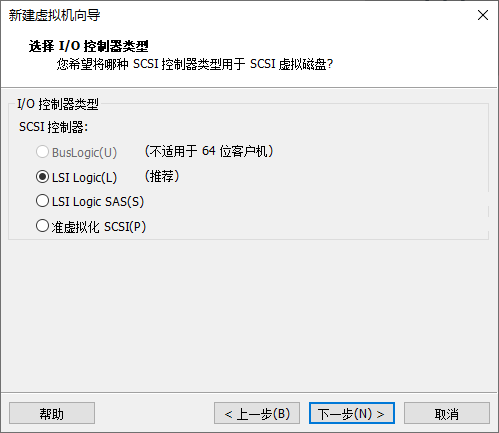 新建虚拟机向导
选择 I/O 控制器类型
您希望将哪种 SCSI 控制器类型用于 SCSI 虚拟磁盘?
I/O 控制器类型
SCSI 控制器:
BusLogic(U) (不适用于 64 位客户机)
LSI Logic(L) (推荐)
LSI Logic SAS(S)
准虚拟化 SCSI(P)
帮助 < 上一步(B) 下一步(N) > 取消